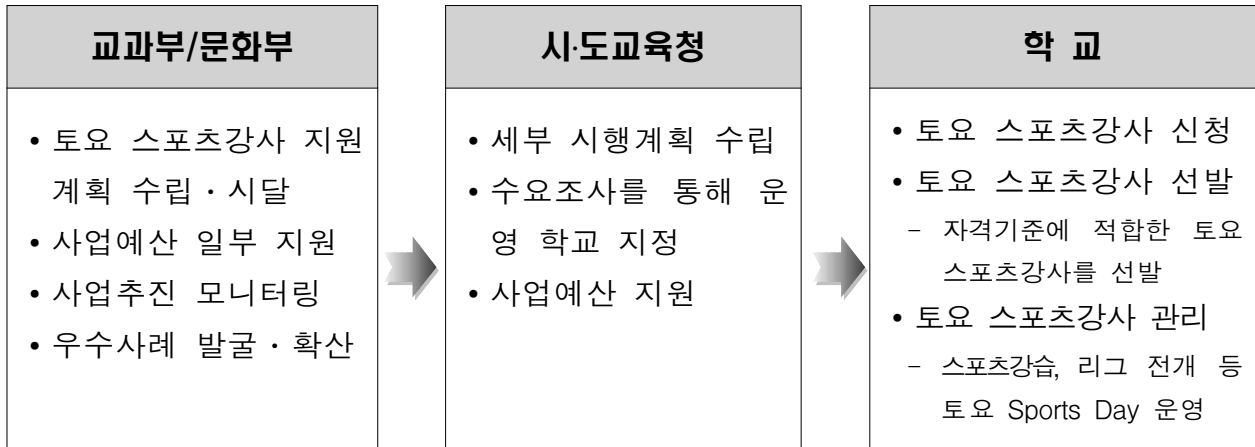 교과부/문화부
• 토요 스포츠강사 지원
계획 수립·시달
• 사업예산 일부 지원
• 사업추진 모니터링
• 우수사례 발굴·확산
시·도교육청
• 세부 시행계획 수립
• 수요조사를 통해 운
영 학교 지정
• 사업예산 지원
학 교
• 토요 스포츠강사 신청
• 토요 스포츠강사 선발
- 자격기준에 적합한 토요
스포츠강사를 선발
• 토요 스포츠강사 관리
- 스포츠강습, 리그 전개 등
토요 Sports Day 운영